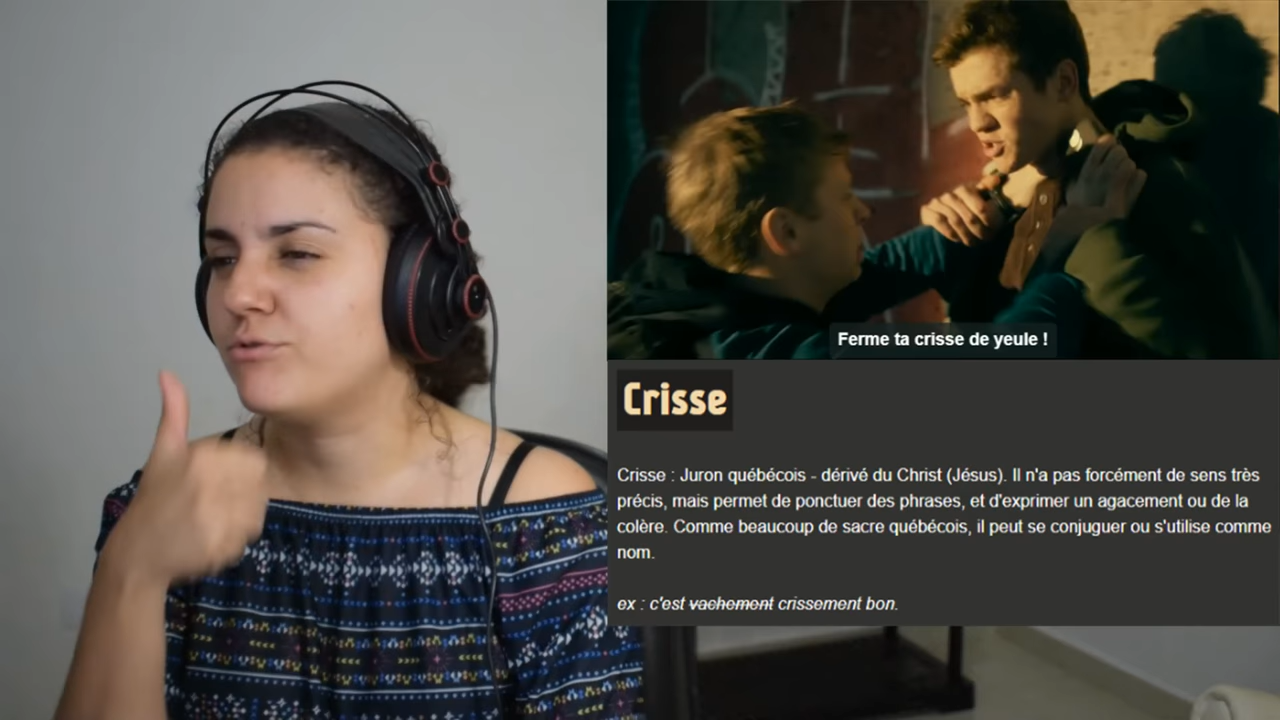 Ferme ta crisse de yeule !
Crisse
Crisse : Juron québécois - dérivé du Christ (Jésus). Il n'a pas forcément de sens très
précis, mais permet de ponctuer des phrases, et d'exprimer un agacement ou de la
colère. Comme beaucoup de sacre québécois, il peut se conjuguer ou s'utilise comme
nom.
ex : c'est vachement crissement bon.